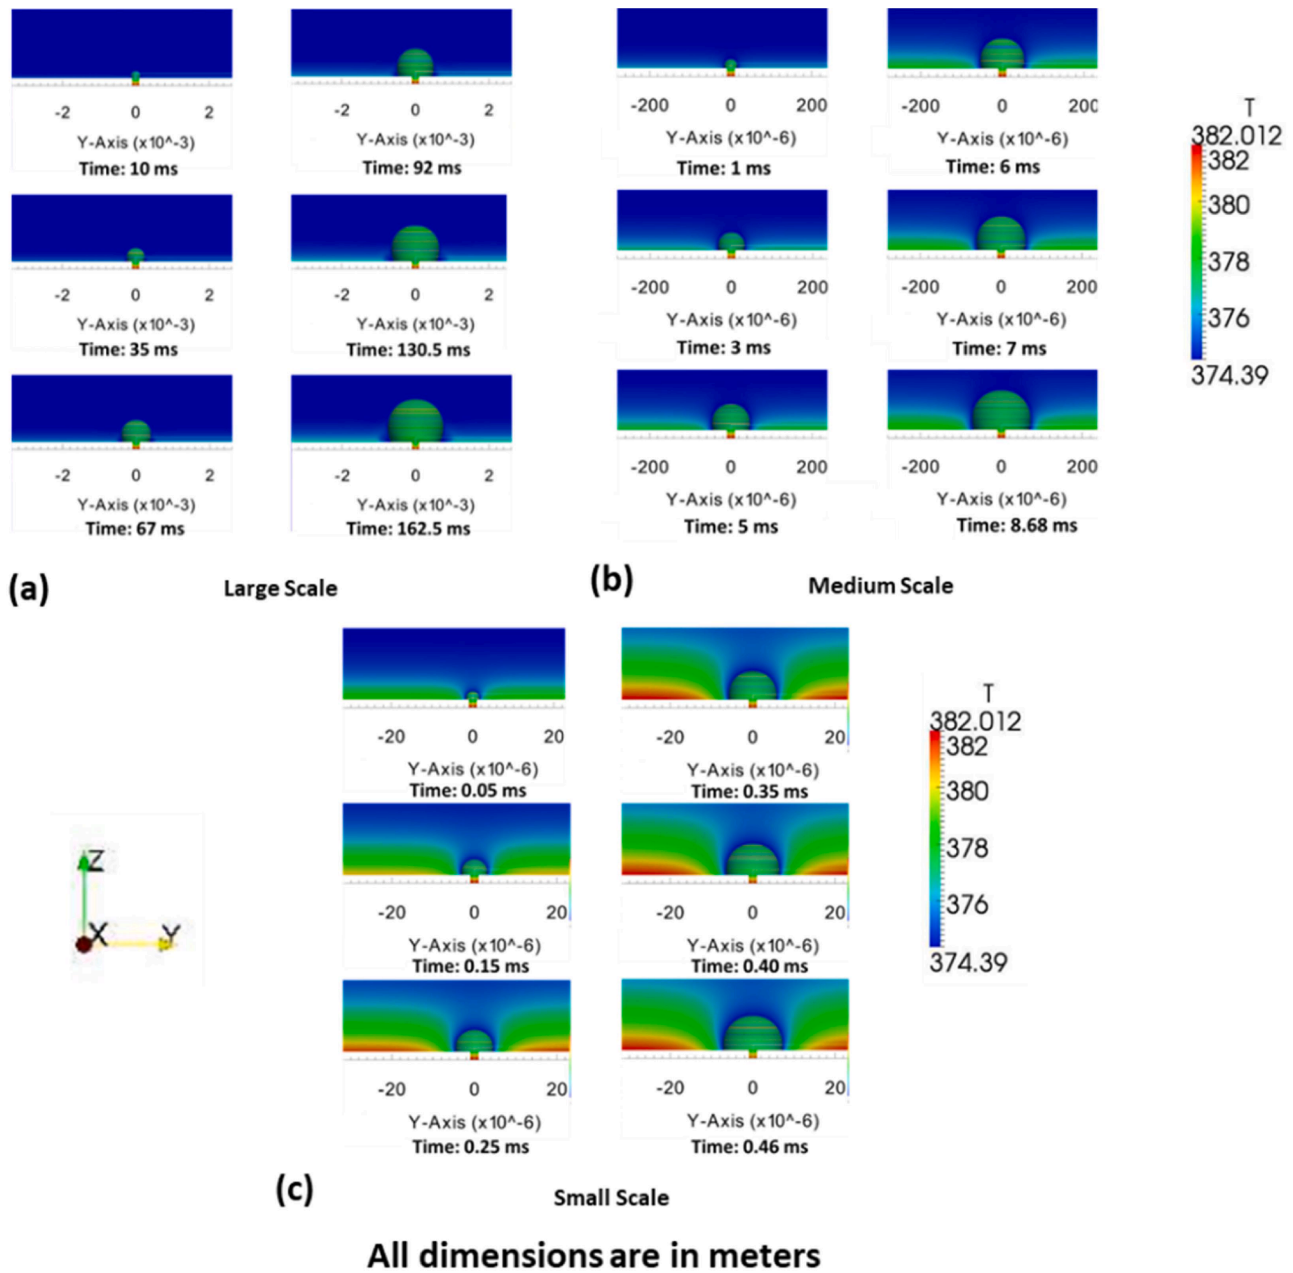 -2 0 2
Y-Axis (x10^-3)
Time: 10 ms
-2 0 2
Y-Axis (x10^-3)
Time: 92 ms
-2 0 2
Y-Axis (x10^-3)
Time: 35 ms
-2 0 2
Y-Axis (x10^-3)
Time: 130.5 ms
-2 0 2
Y-Axis (x10^-3)
Time: 67 ms
-2 0 2
Y-Axis (x10^-3)
Time: 162.5 ms
(a) Large Scale
-200 0 200
Y-Axis (x10^-6)
Time: 1 ms
-200 0 200
Y-Axis (x10^-6)
Time: 6 ms
-200 0 200
Y-Axis (x10^-6)
Time: 3 ms
-200 0 200
Y-Axis (x10^-6)
Time: 7 ms
-200 0 200
Y-Axis (x10^-6)
Time: 5 ms
-200 0 200
Y-Axis (x10^-6)
Time: 8.68 ms
(b) Medium Scale
T
382.012
382
380
378
376
374.39
-20 0 20
Y-Axis (x10^-6)
Time: 0.05 ms
-20 0 20
Y-Axis (x10^-6)
Time: 0.35 ms
-20 0 20
Y-Axis (x10^-6)
Time: 0.15 ms
-20 0 20
Y-Axis (x10^-6)
Time: 0.40 ms
-20 0 20
Y-Axis (x10^-6)
Time: 0.25 ms
-20 0 20
Y-Axis (x10^-6)
Time: 0.46 ms
(c) Small Scale
T
382.012
382
380
378
376
374.39
Z
X Y
All dimensions are in meters